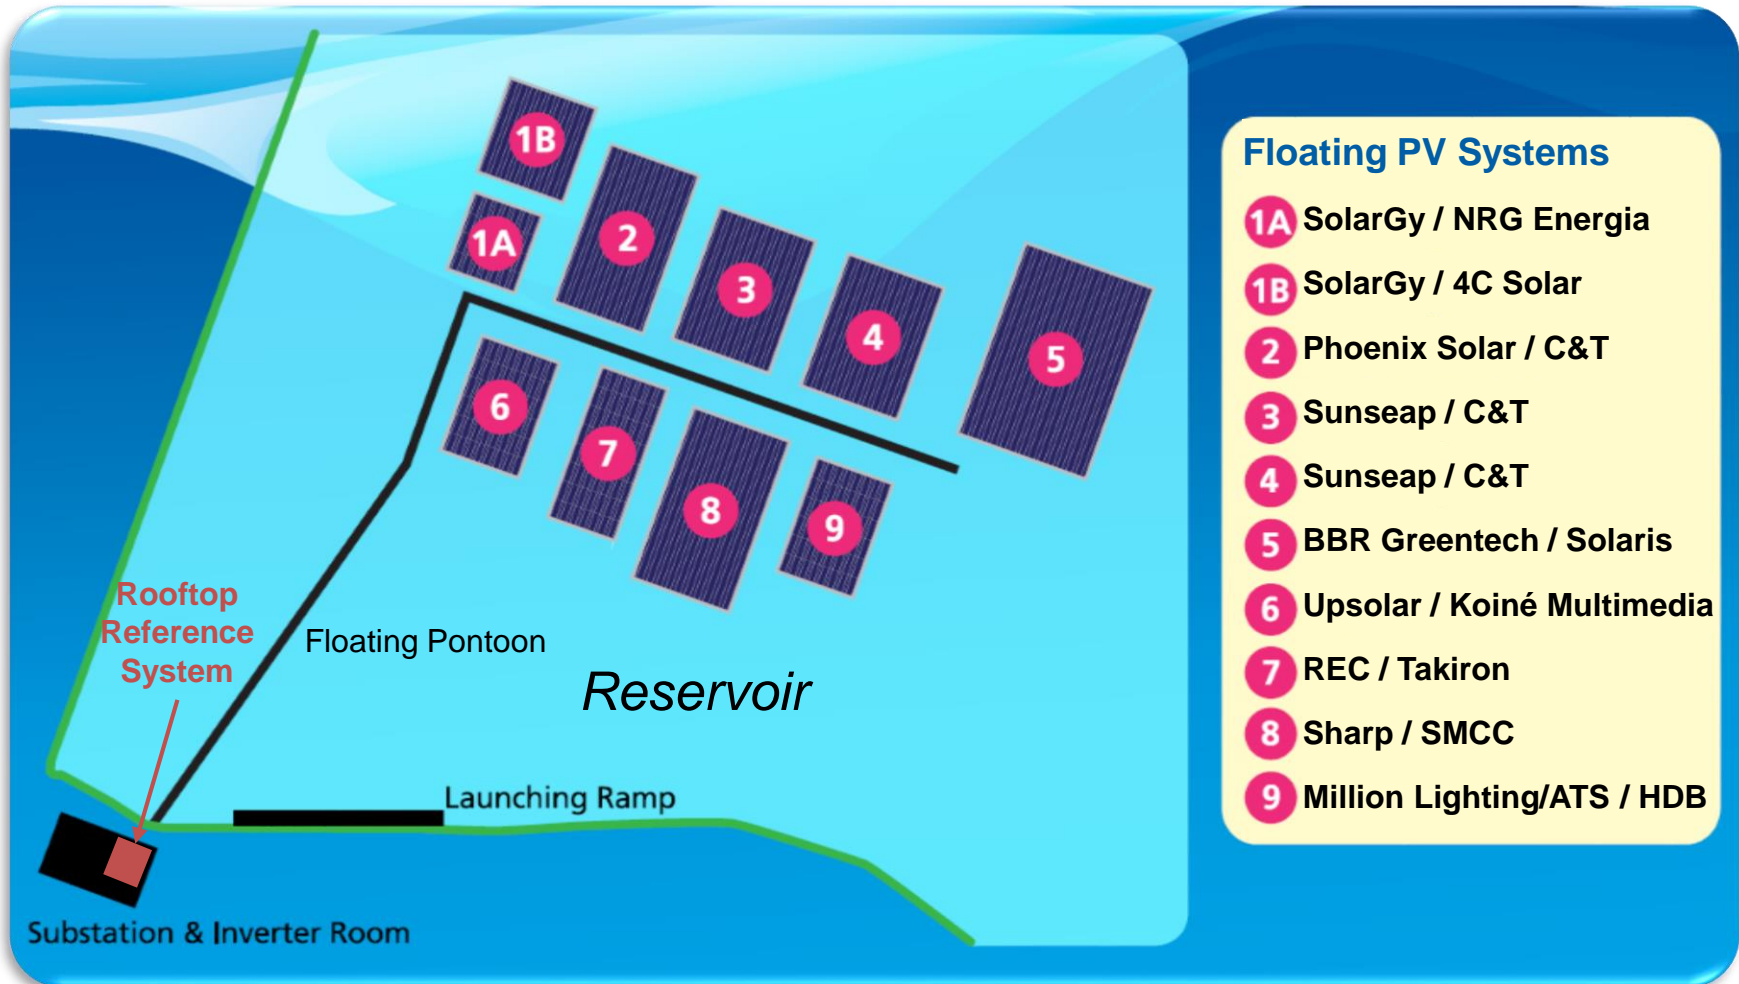 1B
1A
2
3
4
5
6
7
8
9
Rooftop
Reference
System
Floating Pontoon
Reservoir
Launching Ramp
Substation & Inverter Room
Floating PV Systems
1A SolarGy / NRG Energia
1B SolarGy / 4C Solar
2 Phoenix Solar / C&T
3 Sunseap / C&T
4 Sunseap / C&T
5 BBR Greentech / Solaris
6 Upsolar / Koiné Multimedia
7 REC / Takiron
8 Sharp / SMCC
9 Million Lighting/ATS / HDB